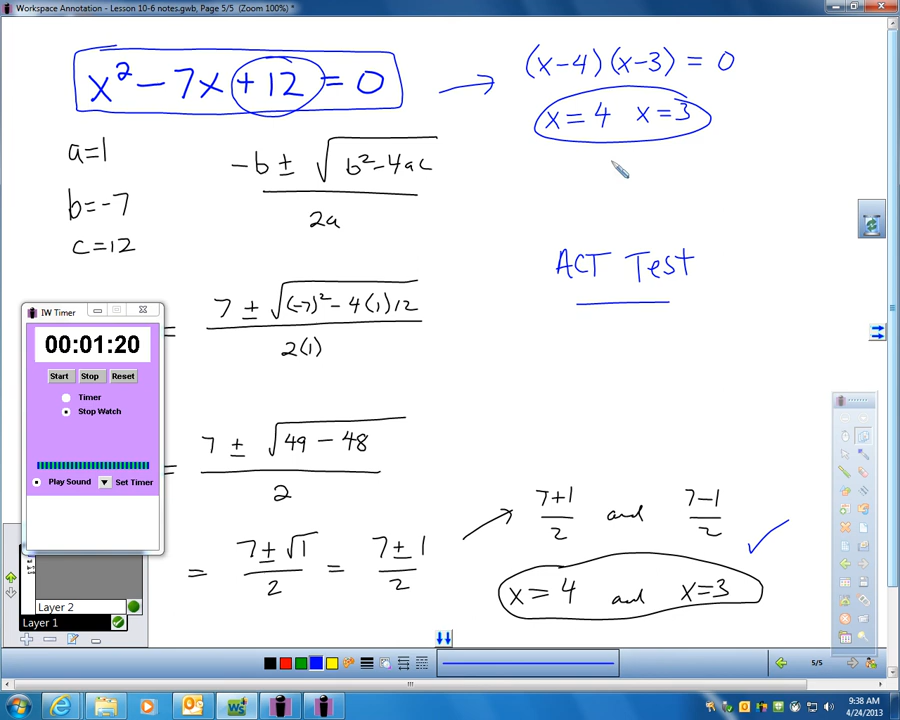 Workspace Annotation - Lesson 10-6 notes.gwb, Page 5/5 (Zoom 100%) *
x² − 7x + 12 = 0
(x−4)(x−3) = 0
x = 4 x = 3
a=1
b=-7
c=12
-b ± √(b²-4ac)
2a
ACT Test
= 7 ± √((-7)² - 4(1)12)
2(1)
= 7 ± √(49 - 48)
2
= 7 ± √1 = 7 ± 1
2 2
7+1 and 7-1
2 2
x = 4 and x=3
IW Timer
00:01:20
Start Stop Reset
Timer
Stop Watch
Play Sound Set Timer
Layer 2
Layer 1
5/5
9:38 AM
4/24/2013